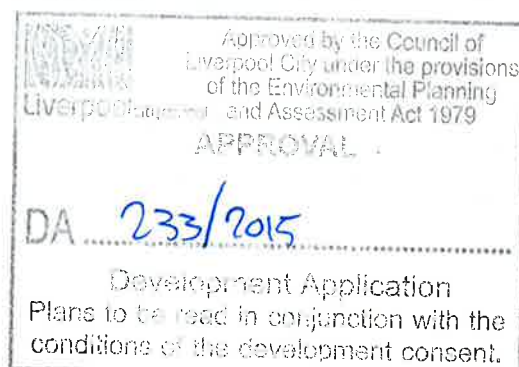 Approved by the Council of
Liverpool City under the provisions
of the Environmental Planning
Liverpool and Assessment Act 1979
APPROVAL
DA 233/2015
Development Application
Plans to be read in conjunction with the
conditions of the development consent.